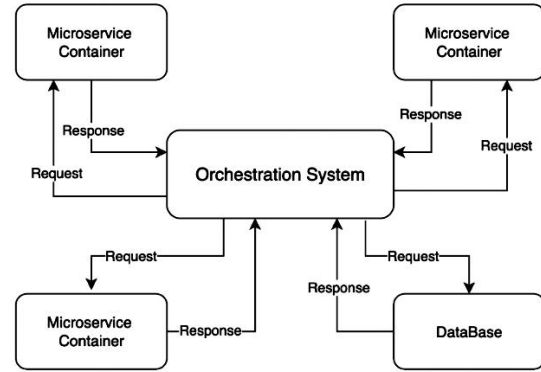 Microservice
Container
Microservice
Container
Response
Response
Request
Request
Orchestration System
Request
Request
Response
Microservice
Container
Response
DataBase